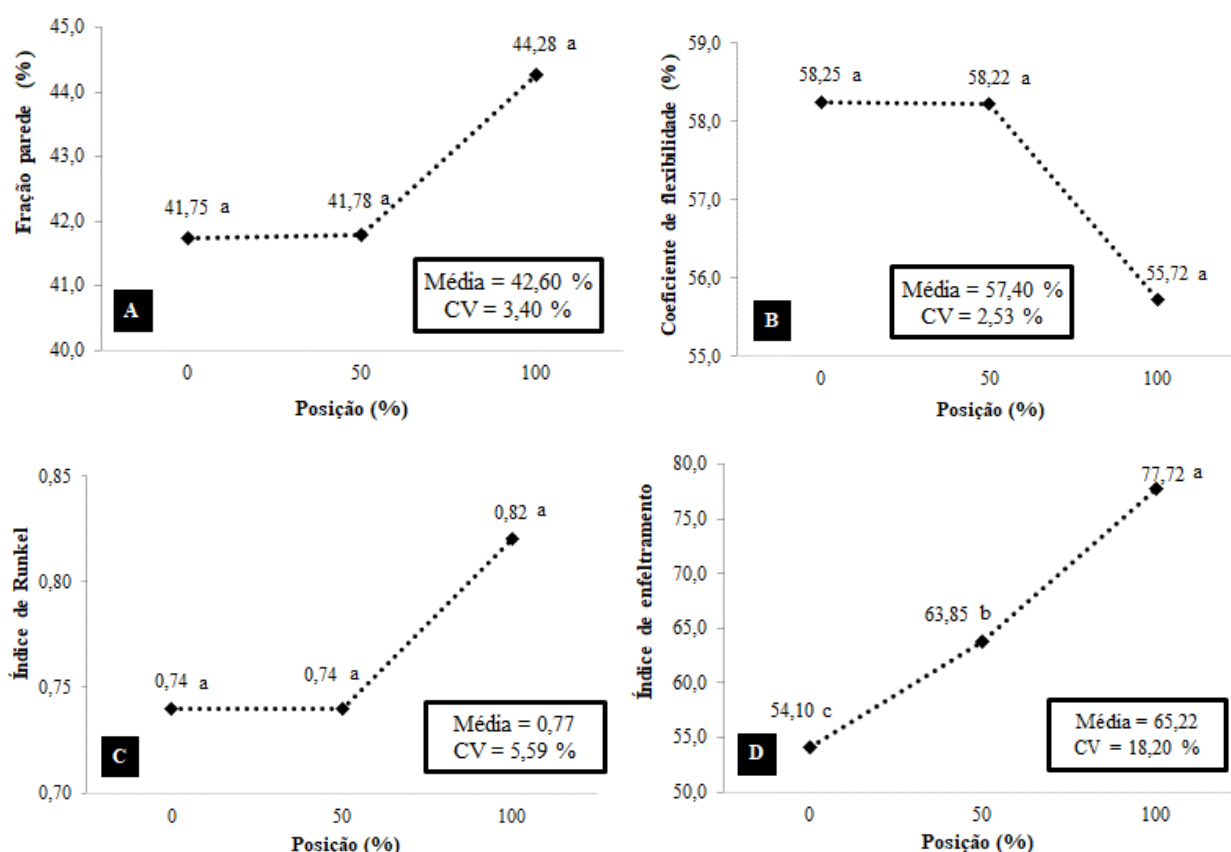 Fração parede (%)
45,0
44,0
43,0
42,0
41,0
40,0
41,75 a
41,78 a
44,28 a
Média = 42,60 %
CV = 3,40 %
A
0 50 100
Posição (%)
Coeficiente de flexibilidade (%)
59,0
58,0
57,0
56,0
55,0
58,25 a
58,22 a
55,72 a
Média = 57,40 %
CV = 2,53 %
B
0 50 100
Posição (%)
Índice de Runkel
0,85
0,80
0,75
0,70
0,74 a
0,74 a
0,82 a
Média = 0,77
CV = 5,59 %
C
0 50 100
Posição (%)
Índice de enfeltramento
80,0
75,0
70,0
65,0
60,0
55,0
50,0
54,10 c
63,85 b
77,72 a
Média = 65,22
CV = 18,20 %
D
0 50 100
Posição (%)